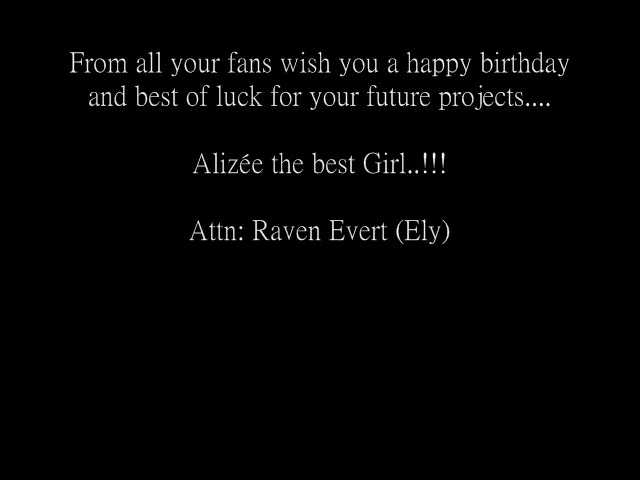 From all your fans wish you a happy birthday
and best of luck for your future projects....
Alizée the best Girl..!!!
Attn: Raven Evert (Ely)